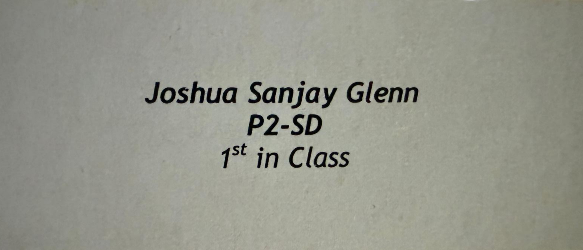 Joshua Sanjay Glenn
P2-SD
1st in Class